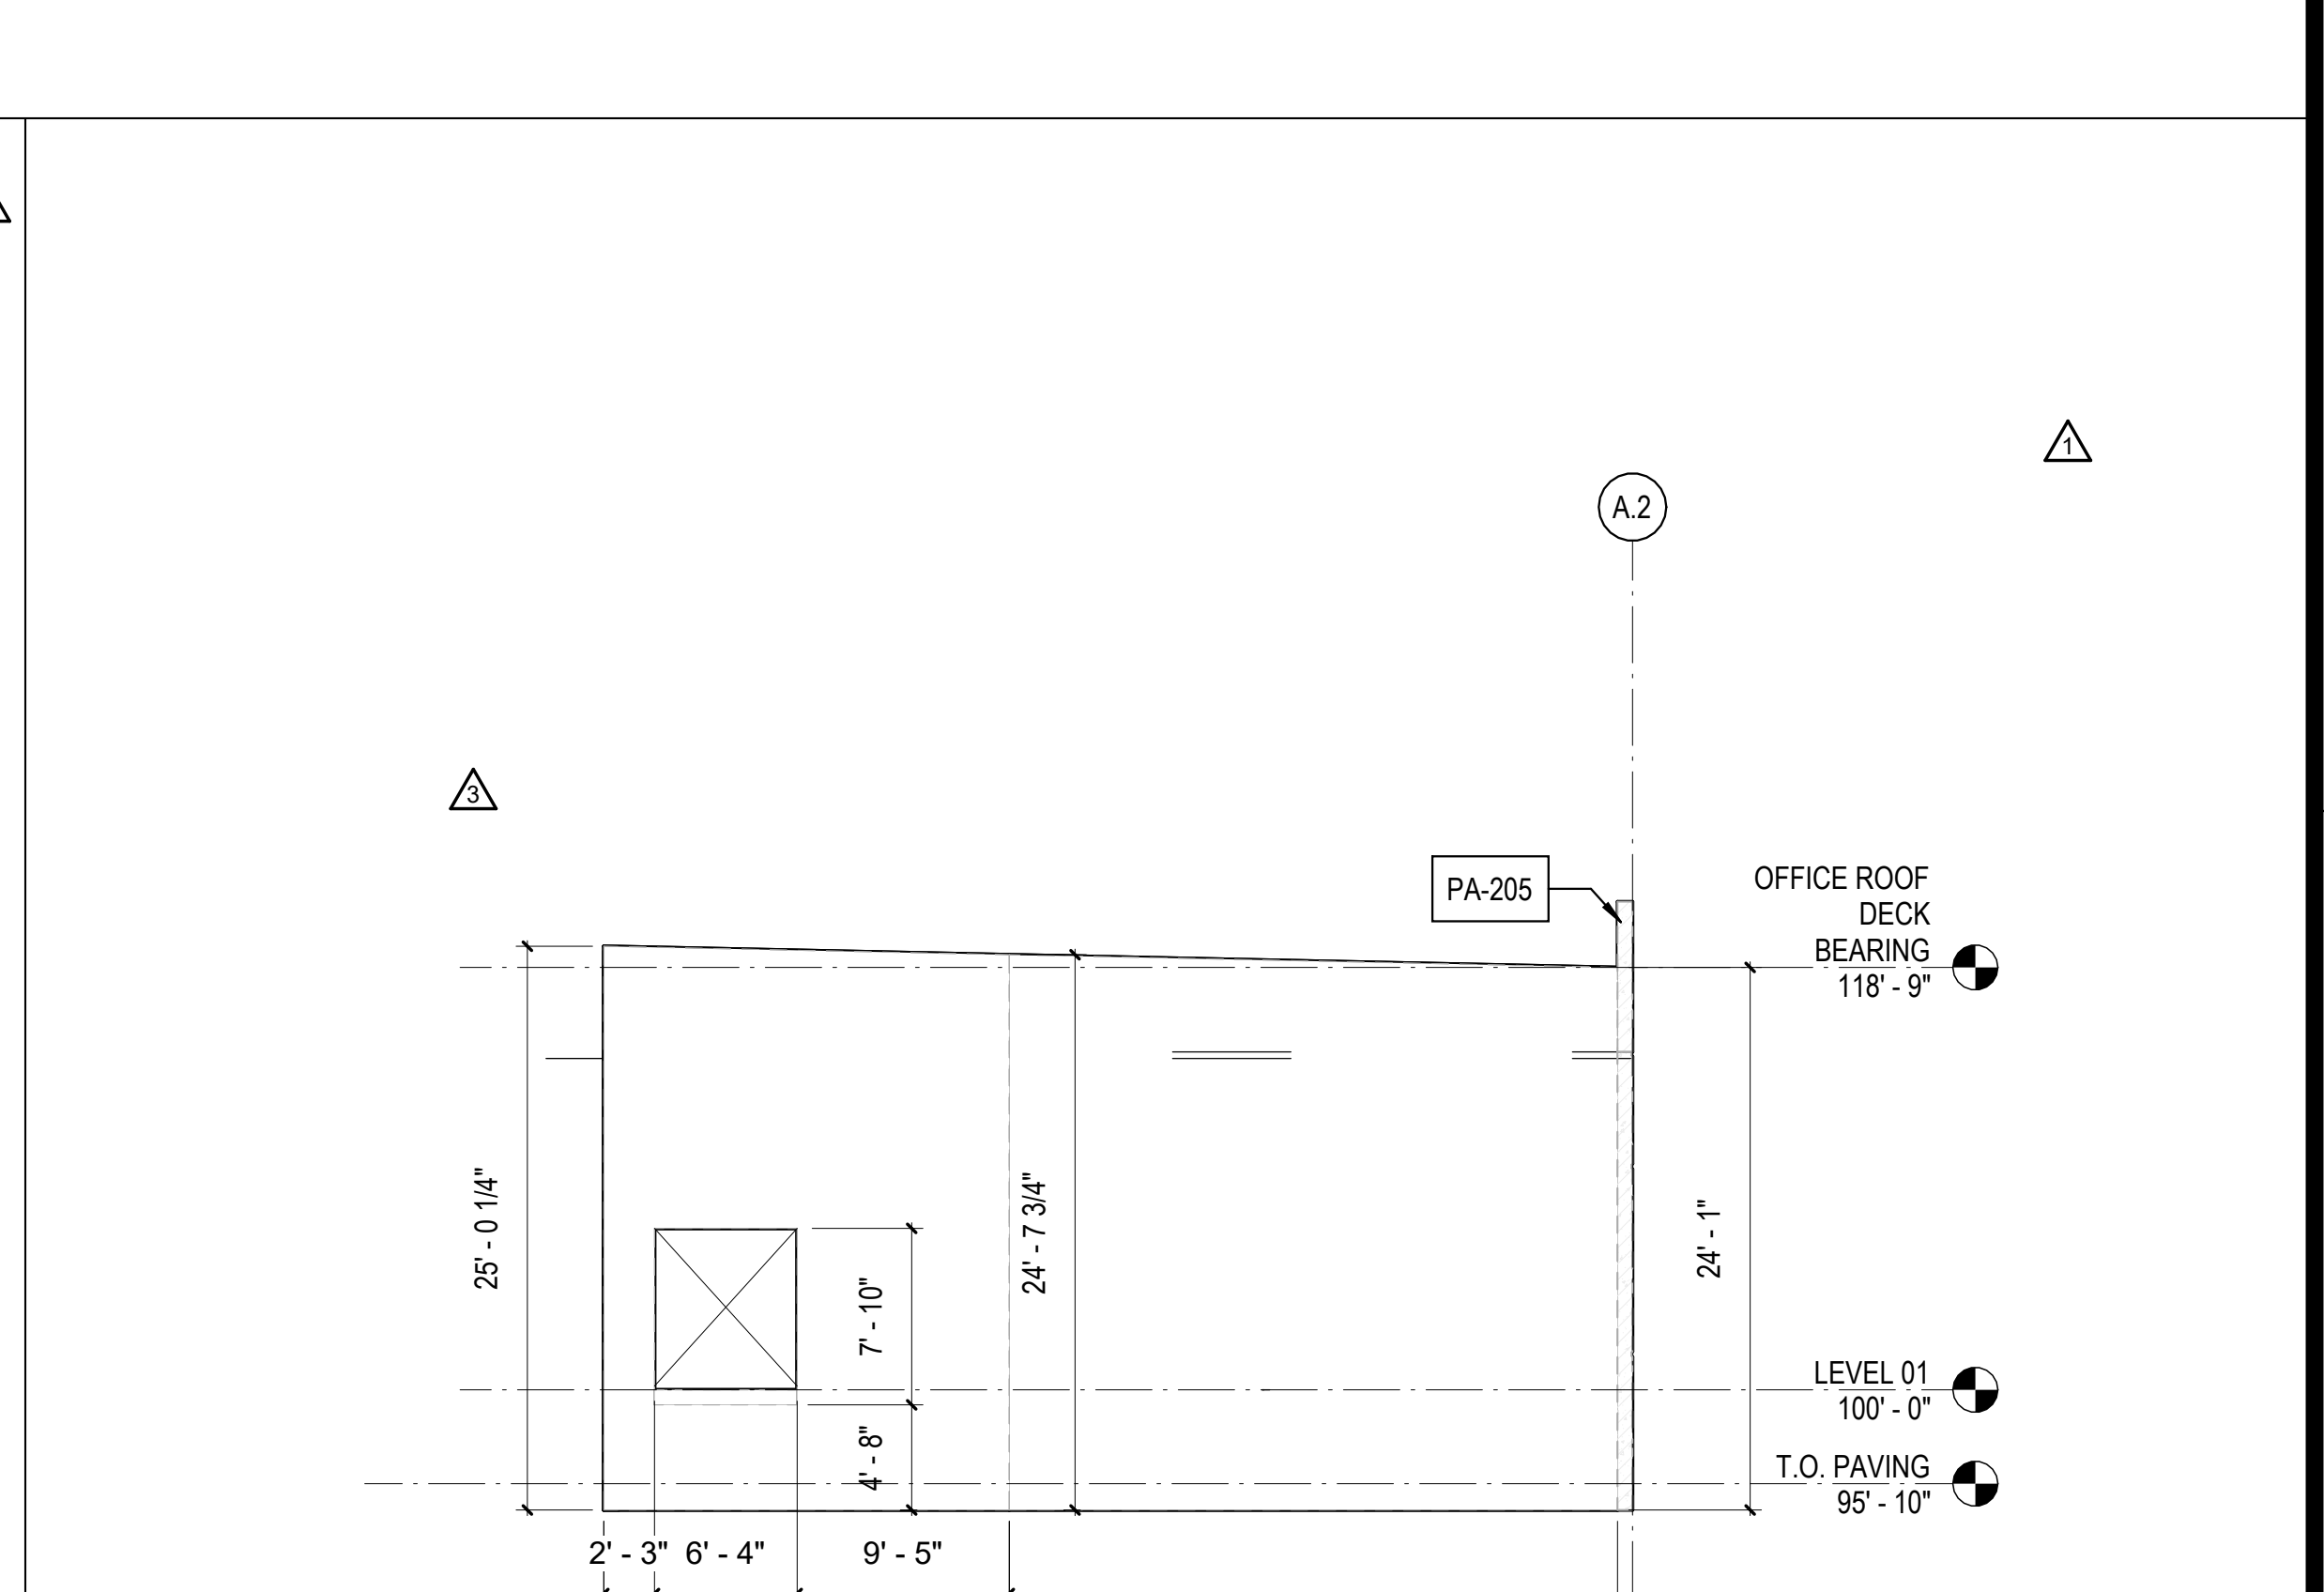 1
A.2
3
PA-205
OFFICE ROOF
DECK
BEARING
118' - 9"
25' - 0 1/4"
24' - 7 3/4"
24' - 1"
7' - 10"
4' - 8"
LEVEL 01
100' - 0"
T.O. PAVING
95' - 10"
2' - 3" 6' - 4" 9' - 5"